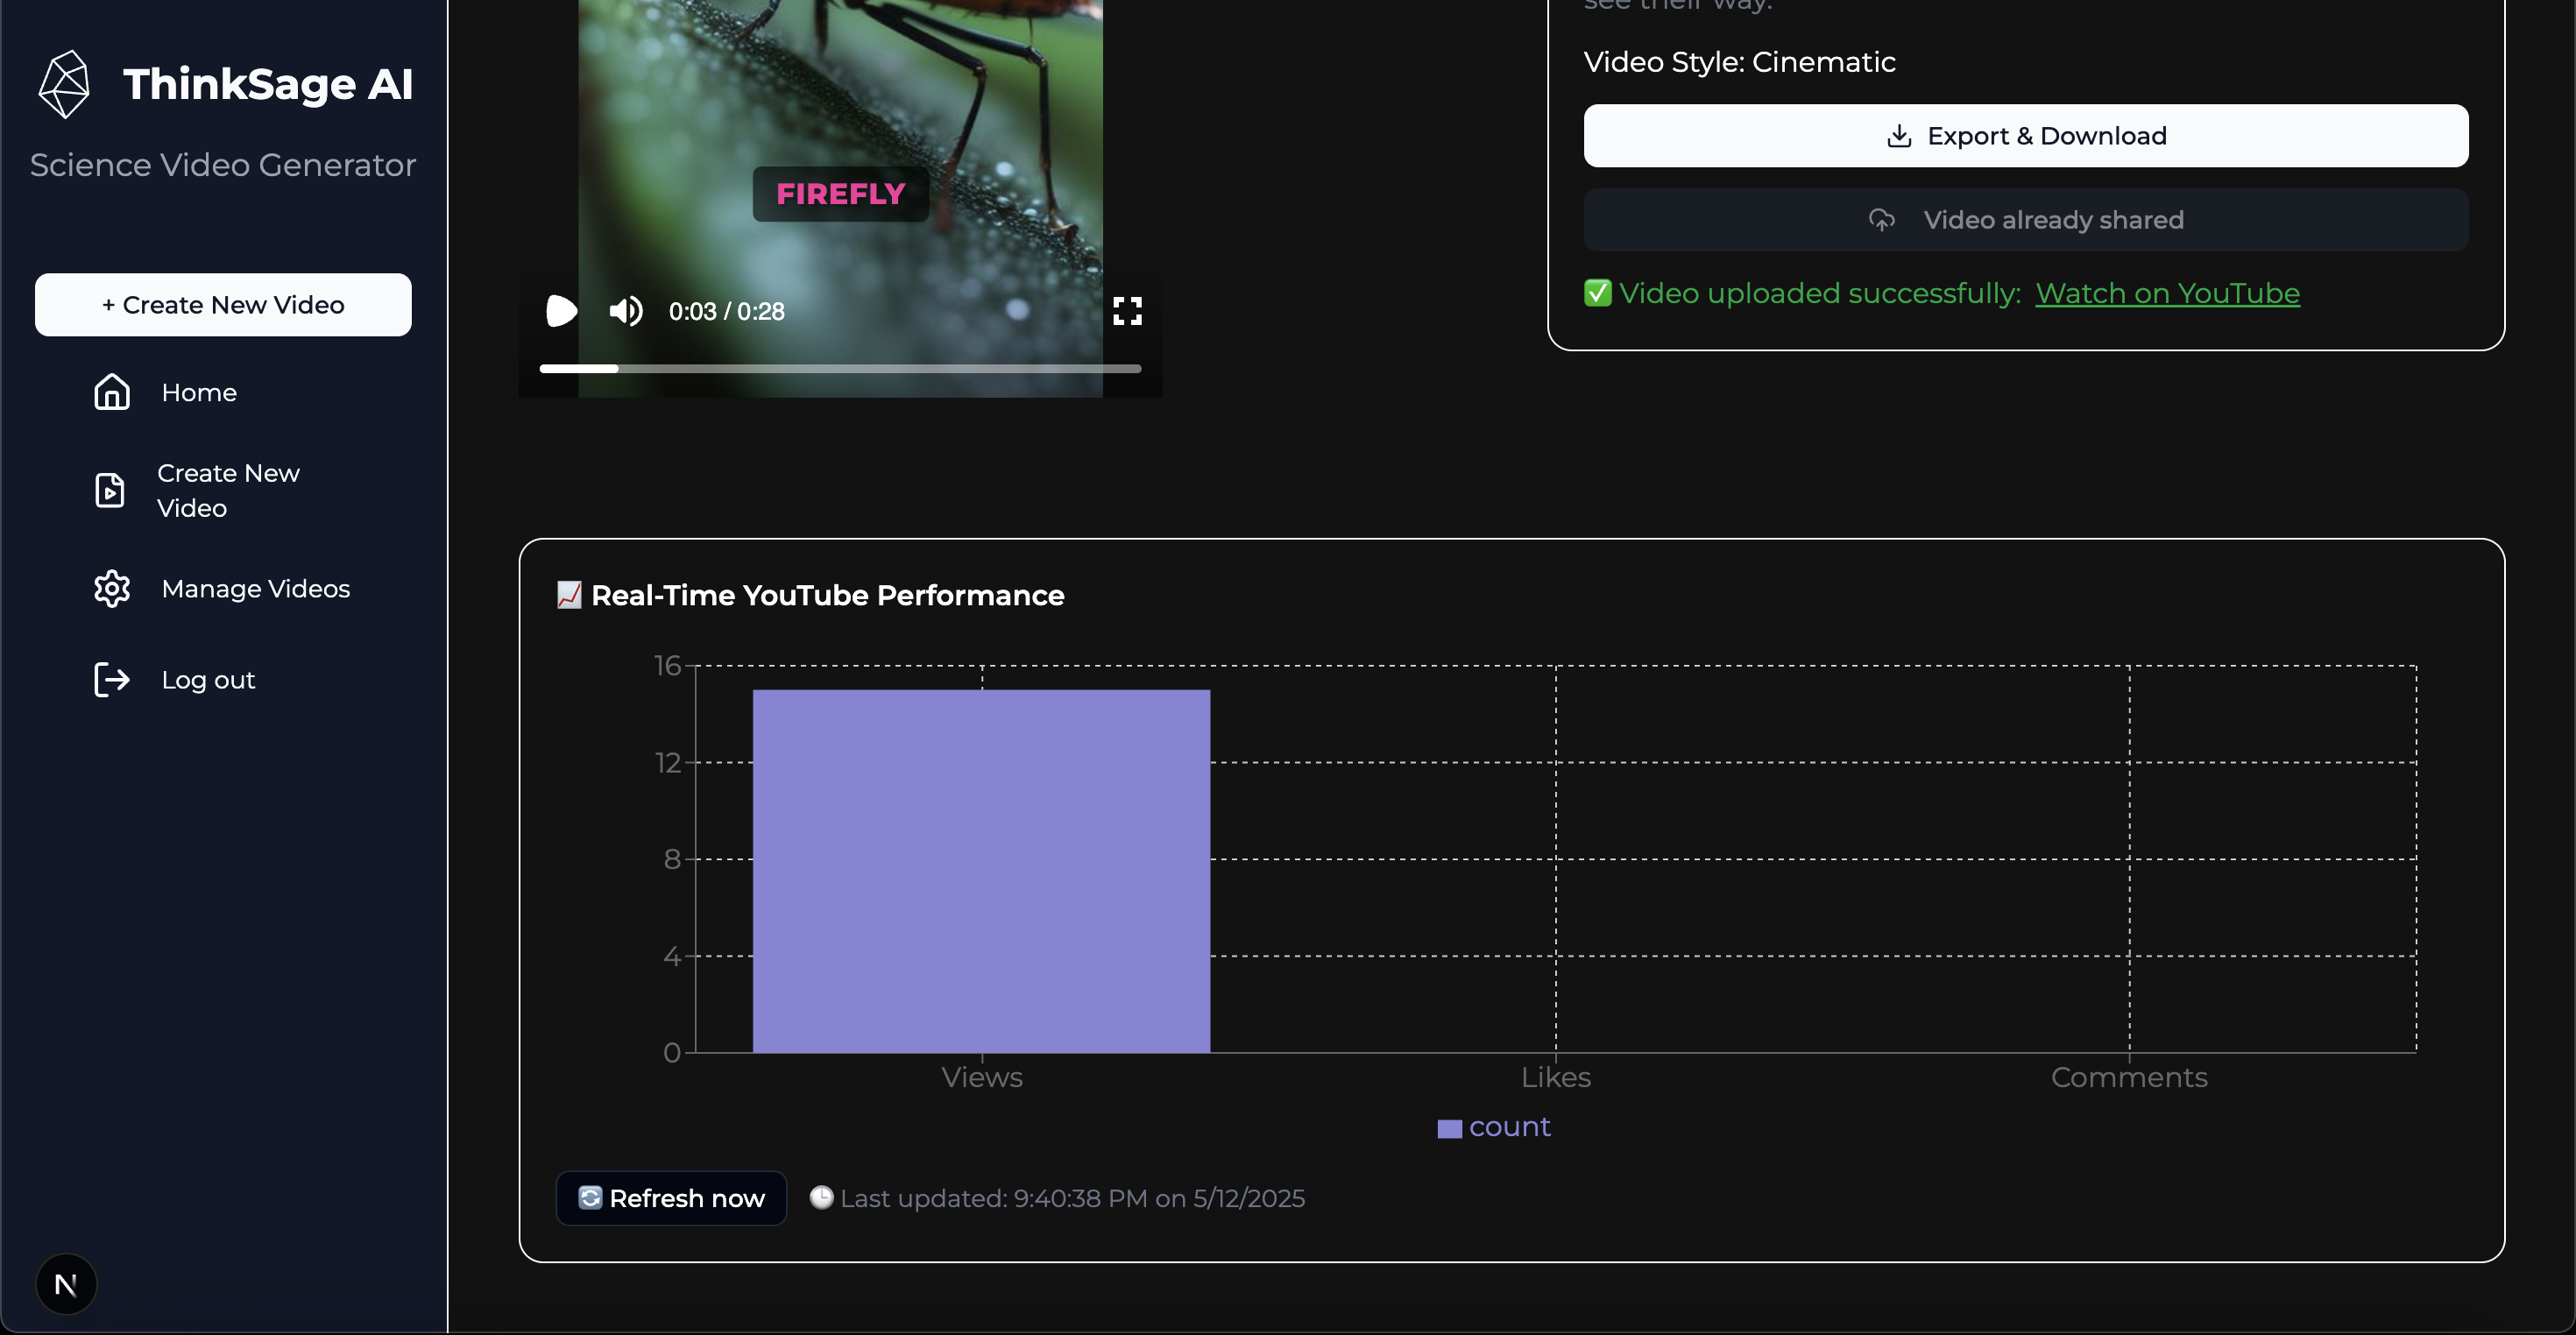 ThinkSage AI
Science Video Generator
+ Create New Video
Home
Create New
Video
Manage Videos
Log out
N
FIREFLY
0:03 / 0:28
see their way.
Video Style: Cinematic
Export & Download
Video already shared
✅ Video uploaded successfully: Watch on YouTube
📈 Real-Time YouTube Performance
16
12
8
4
0
Views Likes Comments
count
🔄 Refresh now 🕒 Last updated: 9:40:38 PM on 5/12/2025